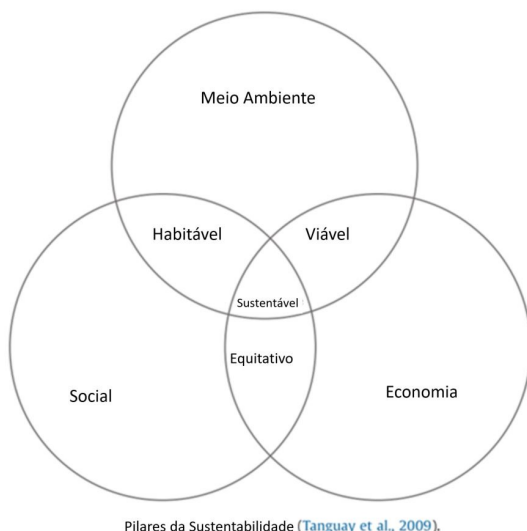 Meio Ambiente
Habitável
Viável
Sustentável
Equitativo
Social
Economia
Pilares da Sustentabilidade (Tanguay et al., 2009).